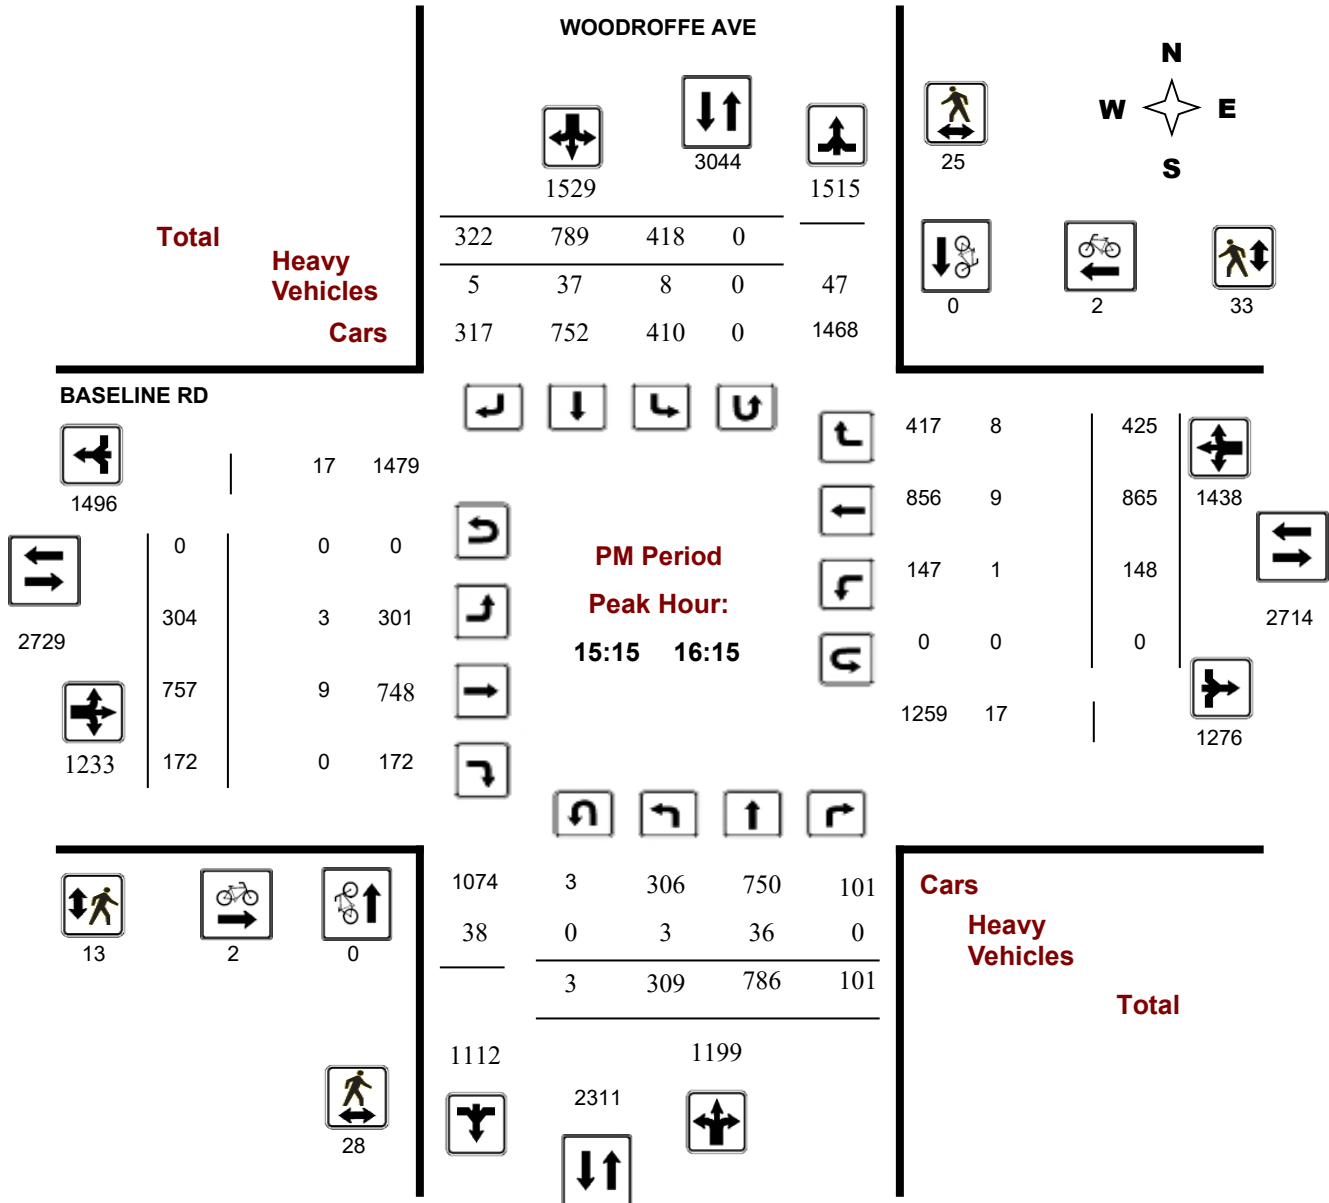 WOODROFFE AVE
N
W E
S
3044
25
1529 1515
Total 322 789 418 0
Heavy
Vehicles 5 37 8 0 47
0 2 33
Cars 317 752 410 0 1468
BASELINE RD
417 8 425
17 1479
1496
856 9 865 1438
0 0 0
PM Period
147 1 148
Peak Hour:
304 3 301
2729
2714
15:15 16:15
0 0 0
757 9 748
1259 17
1276
1233 172 0 172
1074 3 306 750 101 Cars
38 0 3 36 0 Heavy
Vehicles
13 2 0
3 309 786 101
Total
1112 1199
2311
28